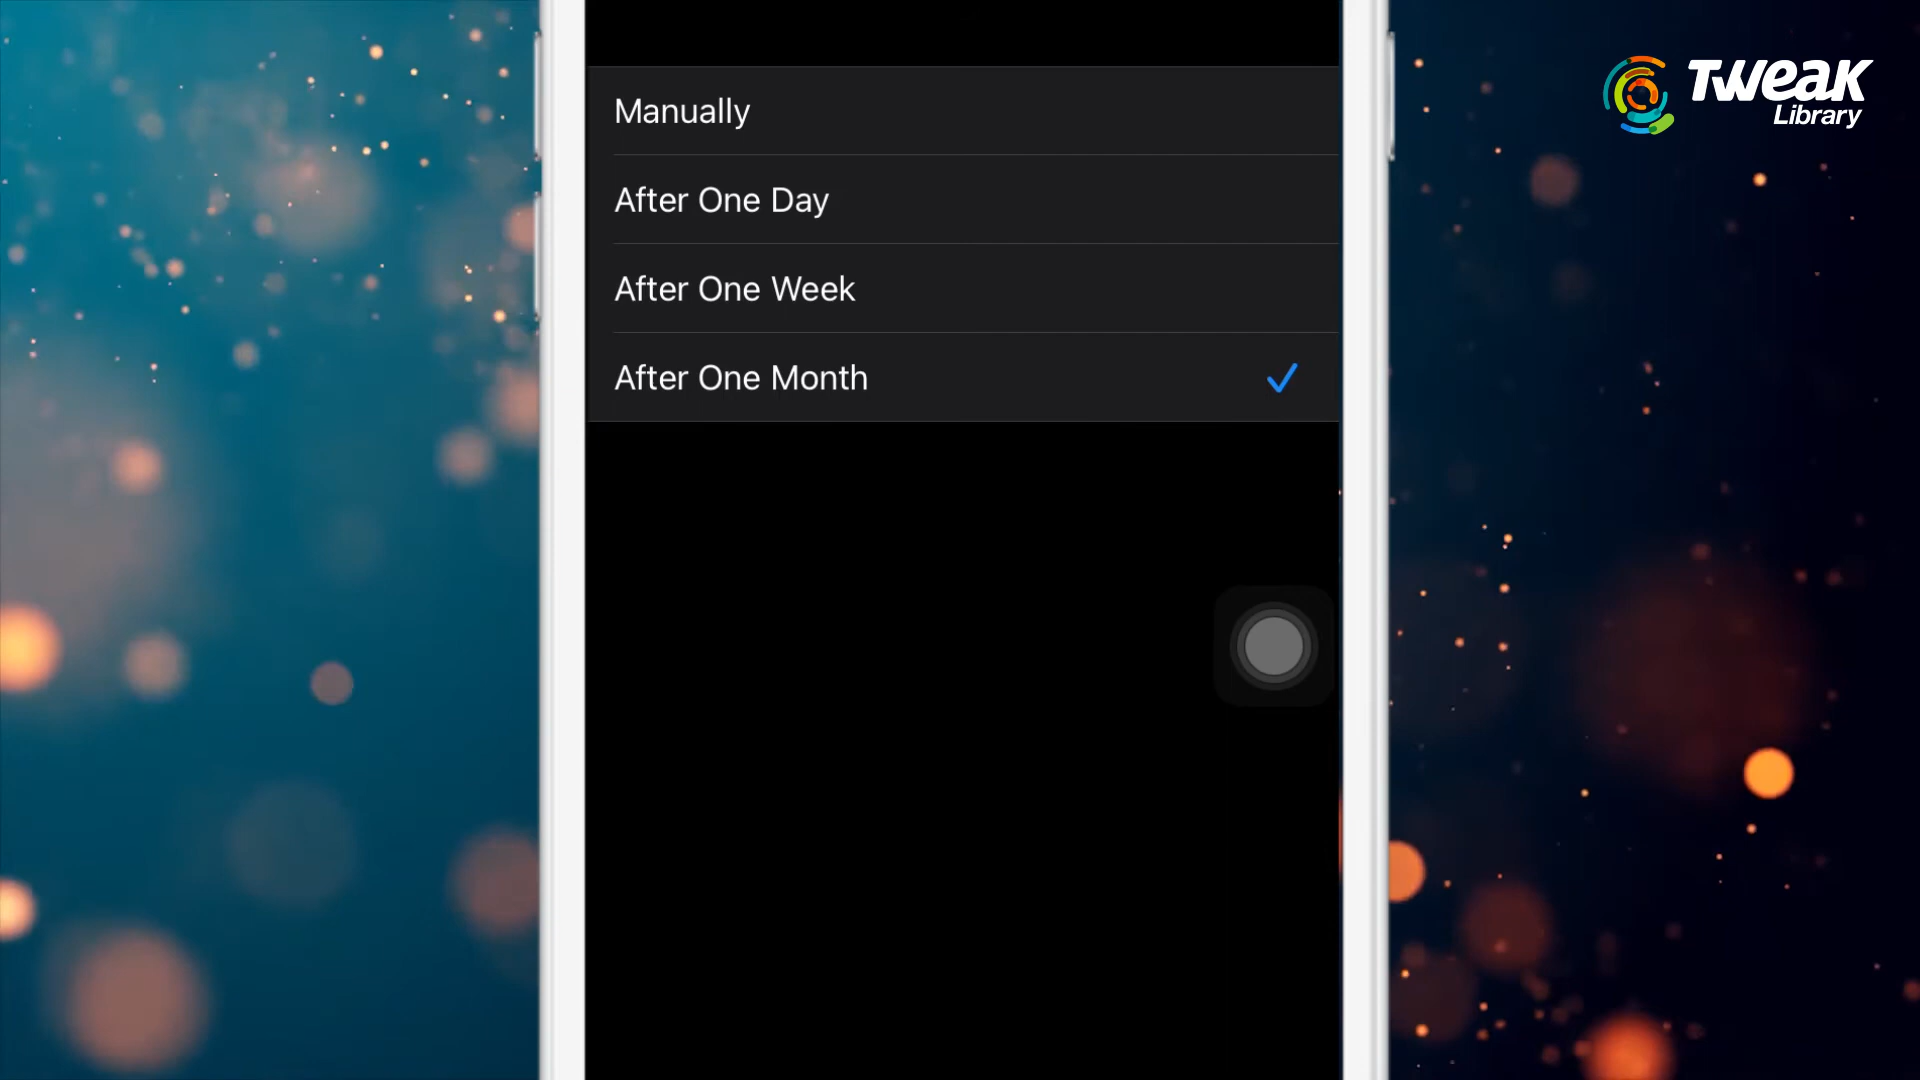 Manually
After One Day
After One Week
After One Month
TWeaK
Library